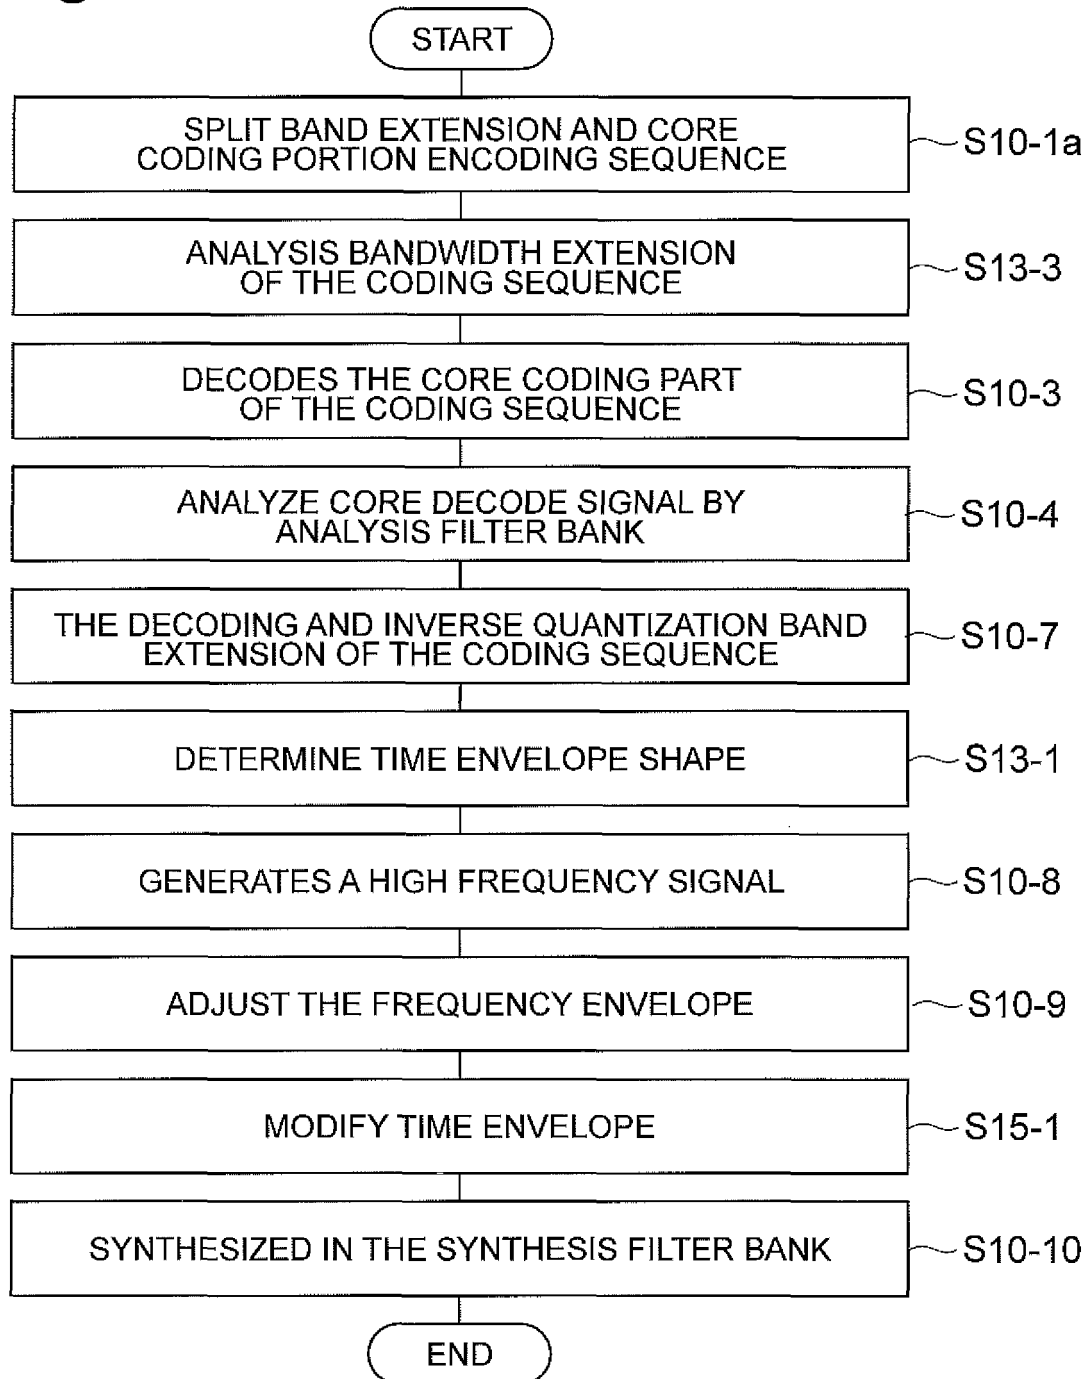 START
SPLIT BAND EXTENSION AND CORE
CODING PORTION ENCODING SEQUENCE
S10-1a
ANALYSIS BANDWIDTH EXTENSION
OF THE CODING SEQUENCE
S13-3
DECODES THE CORE CODING PART
OF THE CODING SEQUENCE
S10-3
ANALYZE CORE DECODE SIGNAL BY
ANALYSIS FILTER BANK
S10-4
THE DECODING AND INVERSE QUANTIZATION BAND
EXTENSION OF THE CODING SEQUENCE
S10-7
DETERMINE TIME ENVELOPE SHAPE
S13-1
GENERATES A HIGH FREQUENCY SIGNAL
S10-8
ADJUST THE FREQUENCY ENVELOPE
S10-9
MODIFY TIME ENVELOPE
S15-1
SYNTHESIZED IN THE SYNTHESIS FILTER BANK
S10-10
END